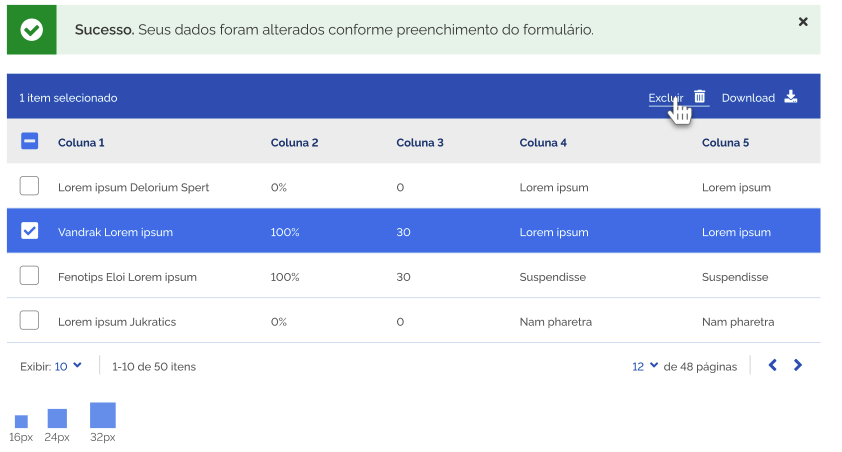 Sucesso. Seus dados foram alterados conforme preenchimento do formulário.
1 item selecionado Excluir Download
Coluna 1 Coluna 2 Coluna 3 Coluna 4 Coluna 5
Lorem ipsum Delorium Spert 0% 0 Lorem ipsum Lorem ipsum
Vandrak Lorem ipsum 100% 30 Lorem ipsum Lorem ipsum
Fenotips Eloi Lorem ipsum 100% 30 Suspendisse Suspendisse
Lorem ipsum Jukratics 0% 0 Nam pharetra Nam pharetra
Exibir: 10 1-10 de 50 itens 12 de 48 páginas
16px 24px 32px